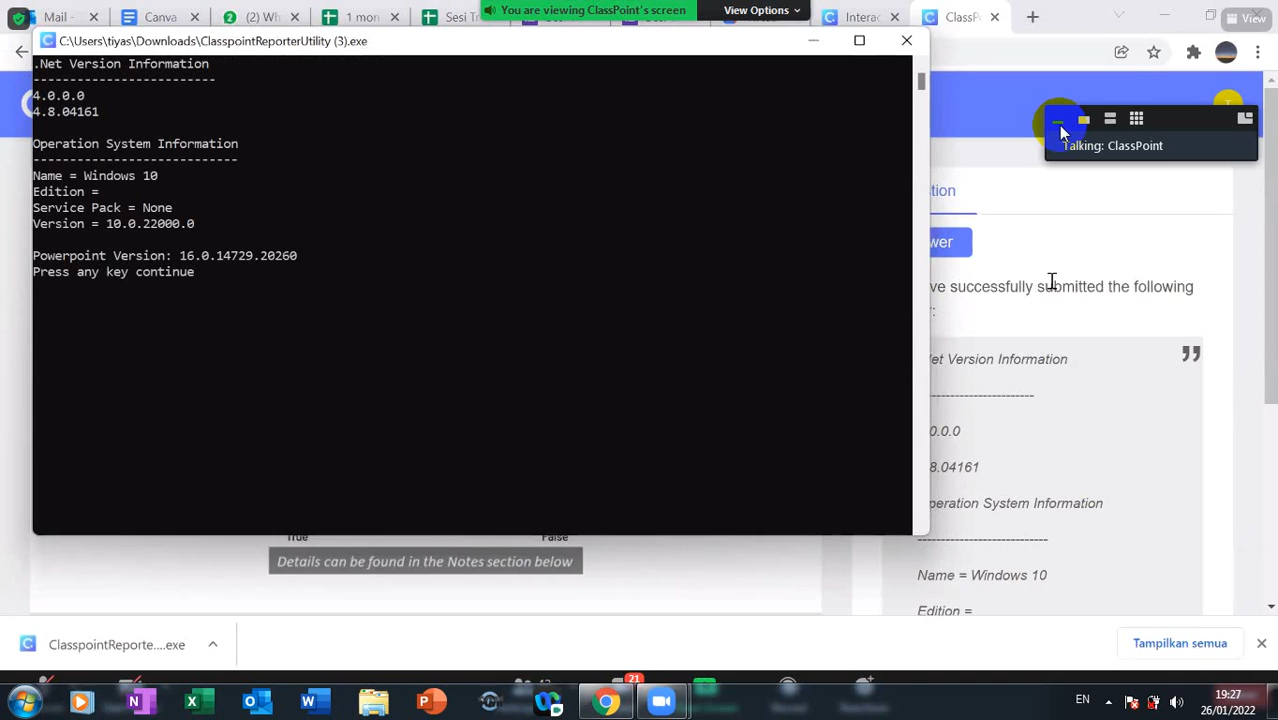 Mail
Canva
(2) Wh
1 mon
Sesi Tr
You are viewing ClassPoint's screen
View Options
Interac
ClassP
View
C:\Users\tiyas\Downloads\ClasspointReporterUtility (3).exe
.Net Version Information
-------------------------
4.0.0.0
4.8.04161
Operation System Information
----------------------------
Name = Windows 10
Edition =
Service Pack = None
Version = 10.0.22000.0
Powerpoint Version: 16.0.14729.20260
Press any key continue
Talking: ClassPoint
tion
wer
ve successfully submitted the following
r:
et Version Information
-----------------------
0.0.0
8.04161
peration System Information
----------------------------
Name = Windows 10
Edition =
True
False
Details can be found in the Notes section below
ClasspointReporte....exe
Tampilkan semua
21
EN
19:27
26/01/2022